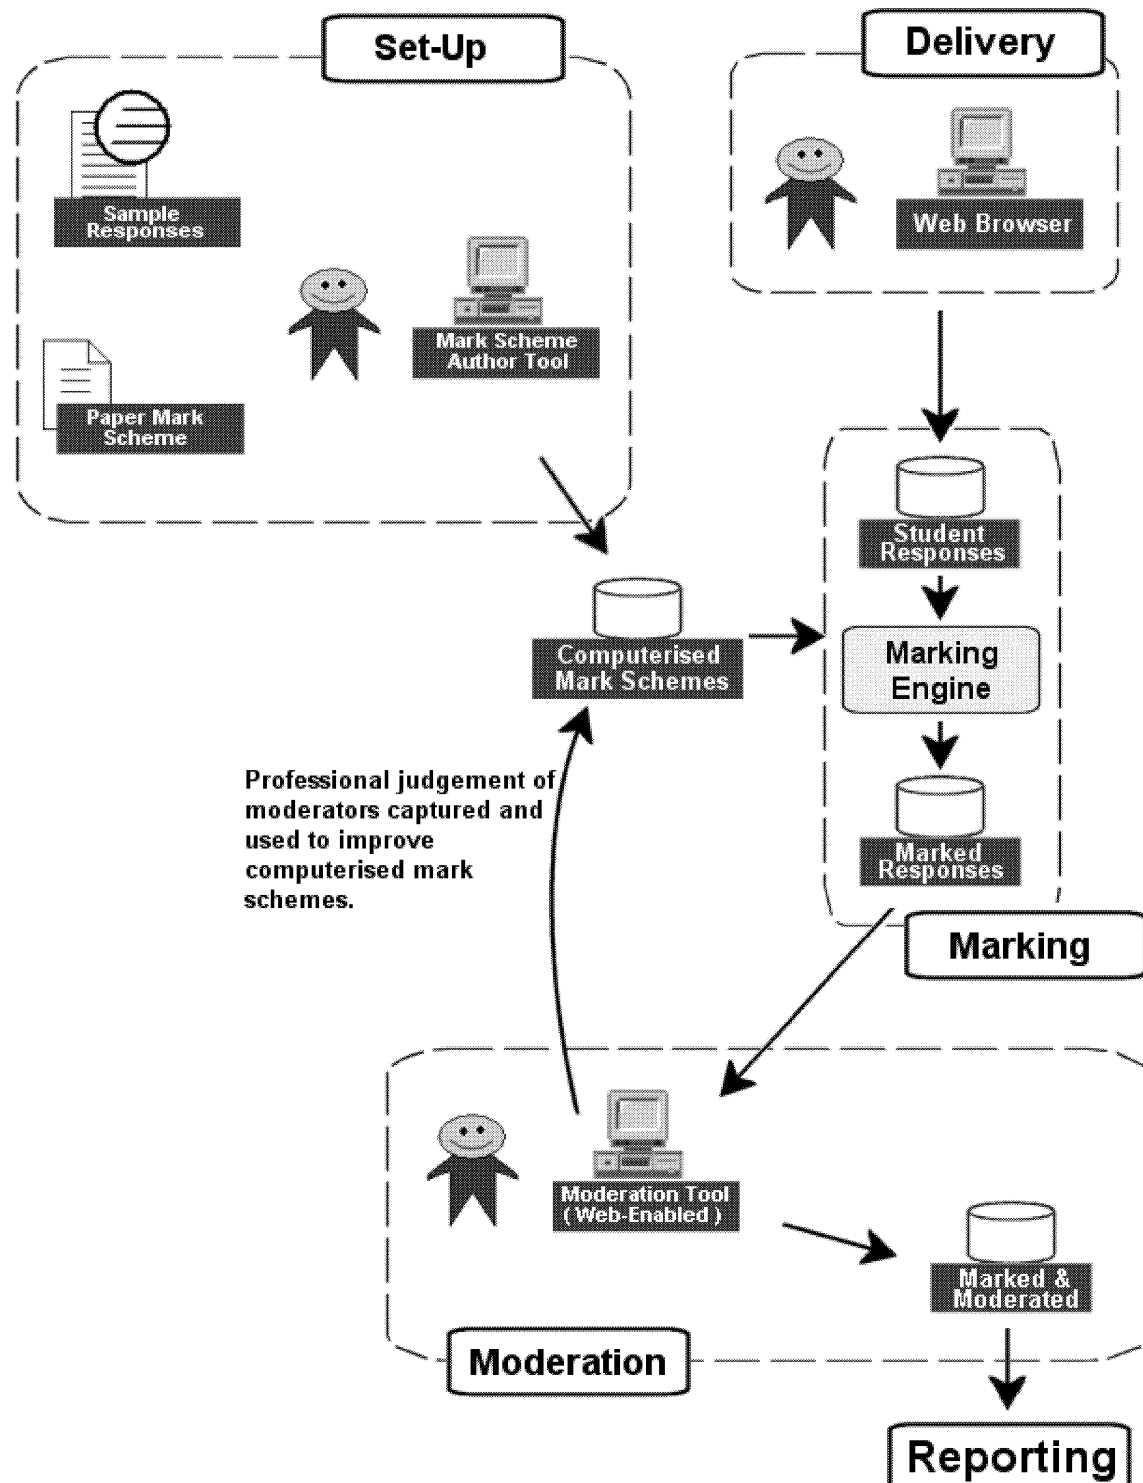 Set-Up
Delivery
Sample
Responses
Web Browser
Mark Scheme
Author Tool
Paper Mark
Scheme
Student
Responses
Computerised
Mark Schemes
Marking
Engine
Professional judgement of
moderators captured and
used to improve
computerised mark
schemes.
Marked
Responses
Marking
Moderation Tool
( Web-Enabled )
Marked &
Moderated
Moderation
Reporting